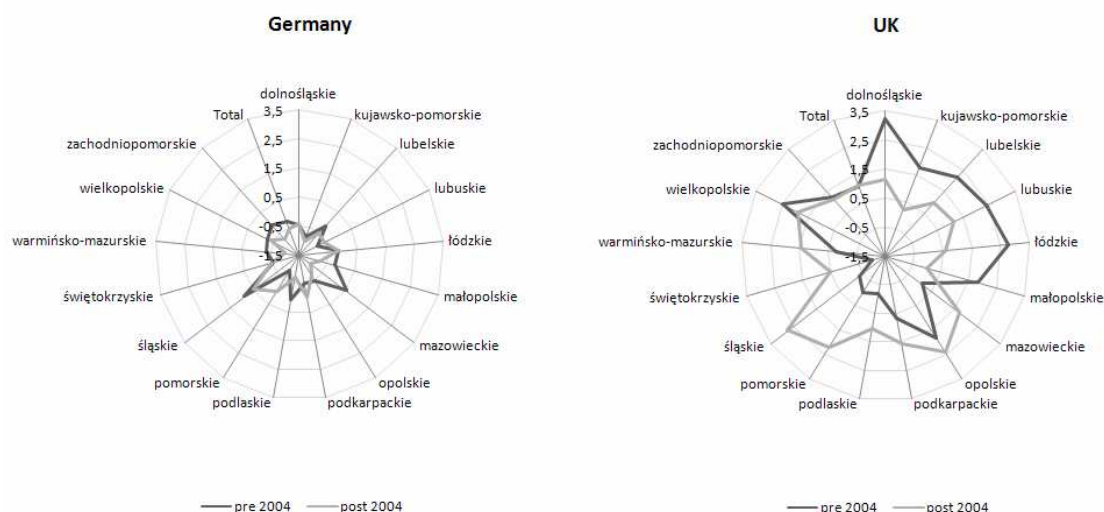 Germany
dolnośląskie
Total
3,5
kujawsko-pomorskie
zachodniopomorskie
2,5
lubelskie
wielkopolskie
1,5
lubuskie
0,5
warmińsko-mazurskie
-0,5
łódzkie
-1,5
świętokrzyskie
małopolskie
śląskie
mazowieckie
pomorskie
opolskie
podlaskie
podkarpackie
pre 2004 post 2004
UK
dolnośląskie
Total
3,5
kujawsko-pomorskie
zachodniopomorskie
2,5
lubelskie
wielkopolskie
1,5
lubuskie
0,5
warmińsko-mazurskie
-0,5
łódzkie
-1,5
świętokrzyskie
małopolskie
śląskie
mazowieckie
pomorskie
opolskie
podlaskie
podkarpackie
pre 2004 post 2004